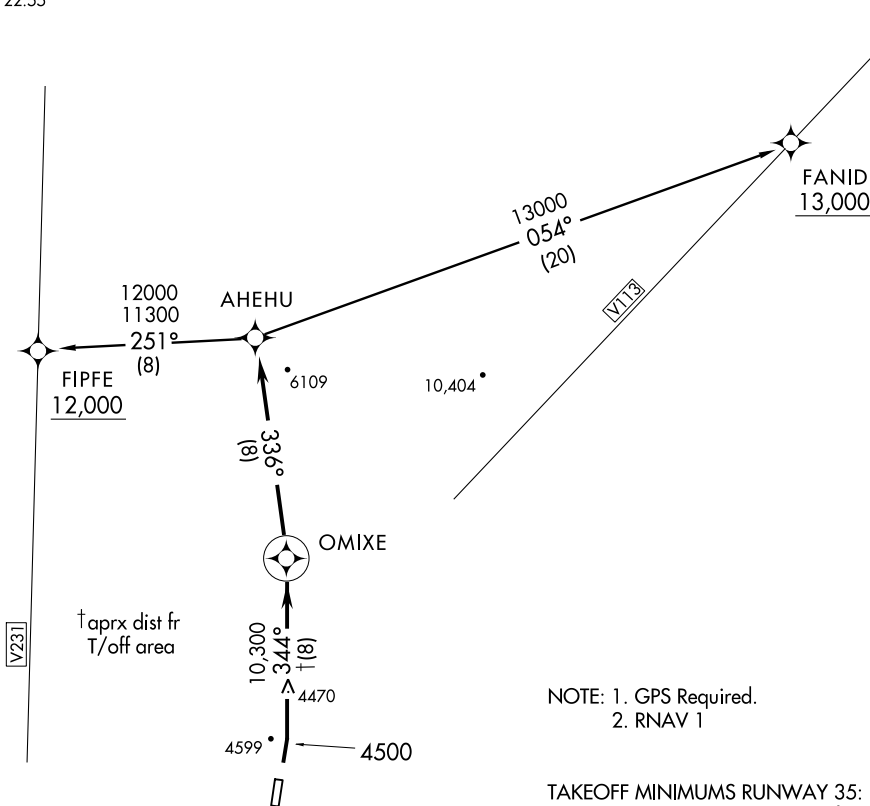 22.55
FANID
13,000
13000
054°
(20)
12000
11300
251°
(8)
AHEHU
V113
FIPFE
12,000
6109
10,404
336°
(8)
OMIXE
†aprx dist fr
T/off area
V231
10,300
344°
†(8)
4470
NOTE: 1. GPS Required.
2. RNAV 1
4599
4500
TAKEOFF MINIMUMS RUNWAY 35: